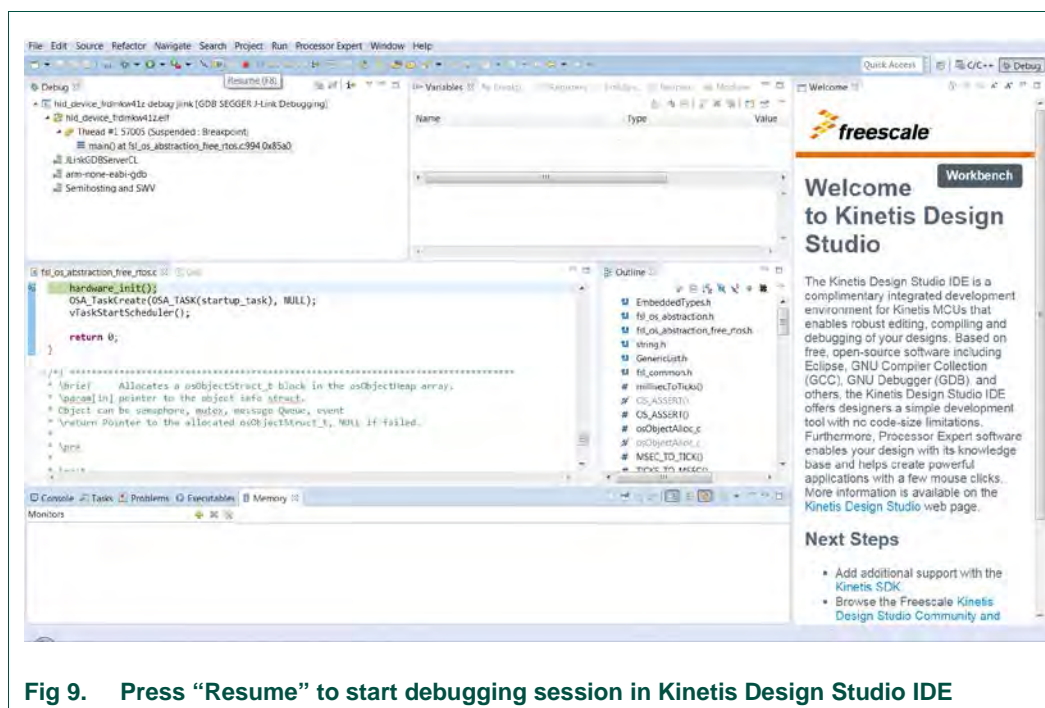 File Edit Source Refactor Navigate Search Project Run Processor Expert Window Help
Quick Access C/C++ Debug
Resume (F8)
Debug
hid_device_frdmkw41z debug jlink [GDB SEGGER J-Link Debugging]
hid_device_frdmkw41z.elf
Thread #1 57005 (Suspended : Breakpoint)
main() at fsl_os_abstraction_free_rtos.c:994 0x85a0
JLinkGDBServerCL
arm-none-eabi-gdb
Semihosting and SWV
Variables
Name Type Value
fsl_os_abstraction_free_rtos.c
hardware_init();
OSA_TaskCreate(OSA_TASK(startup_task), NULL);
vTaskStartScheduler();
return 0;
}
/*! ****
* \brief Allocates a osObjectStruct_t block in the osObjectHeap array.
* \param[in] pointer to the object info struct.
* Object can be semaphore, mutex, message Queue, event
* \return Pointer to the allocated osObjectStruct_t, NULL if failed.
*
* \pre
*
Outline
EmbeddedTypes.h
fsl_os_abstraction.h
fsl_os_abstraction_free_rtos.h
string.h
GenericList.h
fsl_common.h
# millisecToTicks()
OS_ASSERT()
# OS_ASSERT()
# osObjectAlloc_c
osObjectAlloc_c
# MSEC_TO_TICK()
# TICKS_TO_MSEC()
Console Tasks Problems Executables Memory
Monitors
Welcome
freescale
Workbench
Welcome
to Kinetis Design
Studio
The Kinetis Design Studio IDE is a
complimentary integrated development
environment for Kinetis MCUs that
enables robust editing, compiling and
debugging of your designs. Based on
free, open-source software including
Eclipse, GNU Compiler Collection
(GCC), GNU Debugger (GDB), and
others, the Kinetis Design Studio IDE
offers designers a simple development
tool with no code-size limitations.
Furthermore, Processor Expert software
enables your design with its knowledge
base and helps create powerful
applications with a few mouse clicks.
More information is available on the
Kinetis Design Studio web page.
Next Steps
• Add additional support with the
Kinetis SDK
• Browse the Freescale Kinetis
Design Studio Community and
Fig 9. Press “Resume” to start debugging session in Kinetis Design Studio IDE